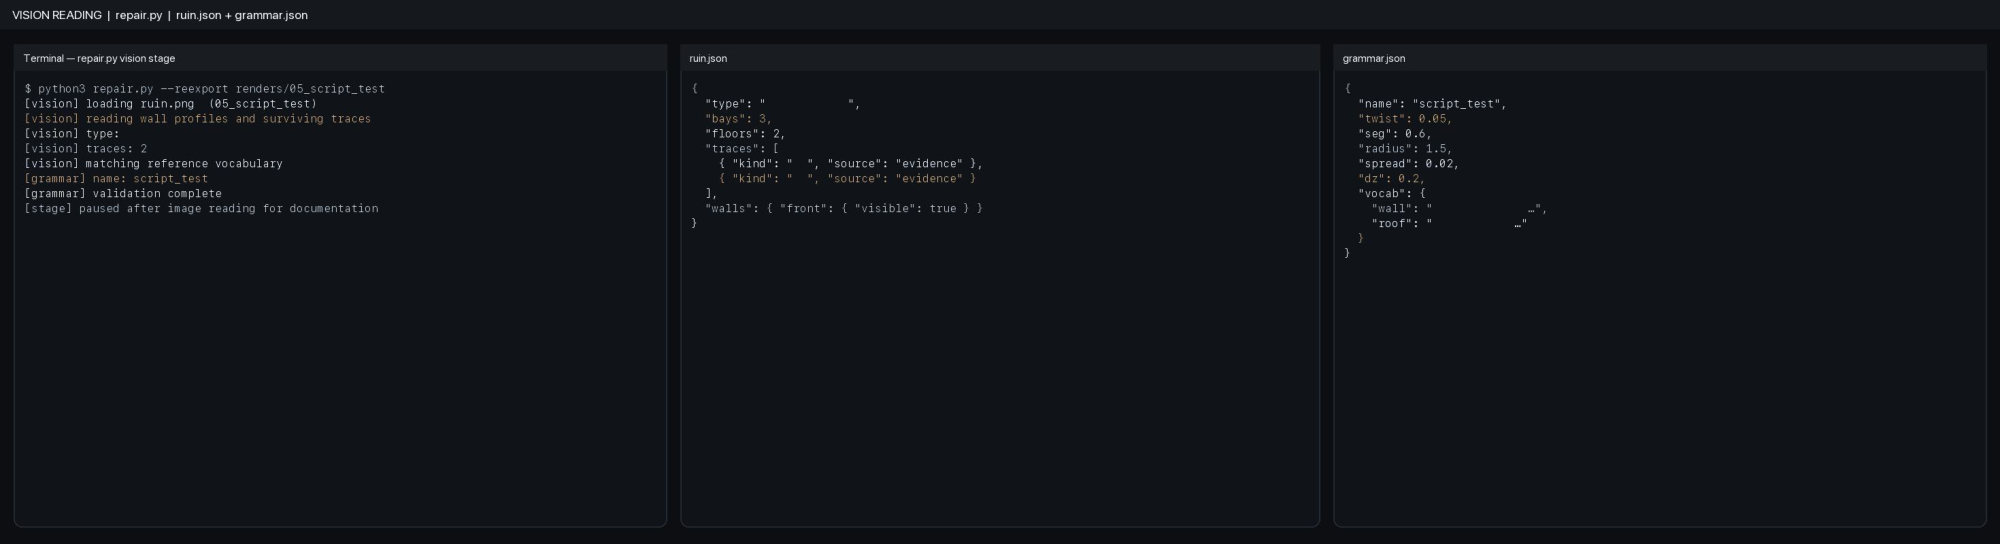 VISION READING | repair.py | ruin.json + grammar.json
Terminal — repair.py vision stage
$ python3 repair.py --reexport renders/05_script_test
[vision] loading ruin.png (05_script_test)
[vision] reading wall profiles and surviving traces
[vision] type:
[vision] traces: 2
[vision] matching reference vocabulary
[grammar] name: script_test
[grammar] validation complete
[stage] paused after image reading for documentation
ruin.json
{
"type": " ",
"bays": 3,
"floors": 2,
"traces": [
{ "kind": " ", "source": "evidence" },
{ "kind": " ", "source": "evidence" }
],
"walls": { "front": { "visible": true } }
}
grammar.json
{
"name": "script_test",
"twist": 0.05,
"seg": 0.6,
"radius": 1.5,
"spread": 0.02,
"dz": 0.2,
"vocab": {
"wall": " …",
"roof": " …"
}
}